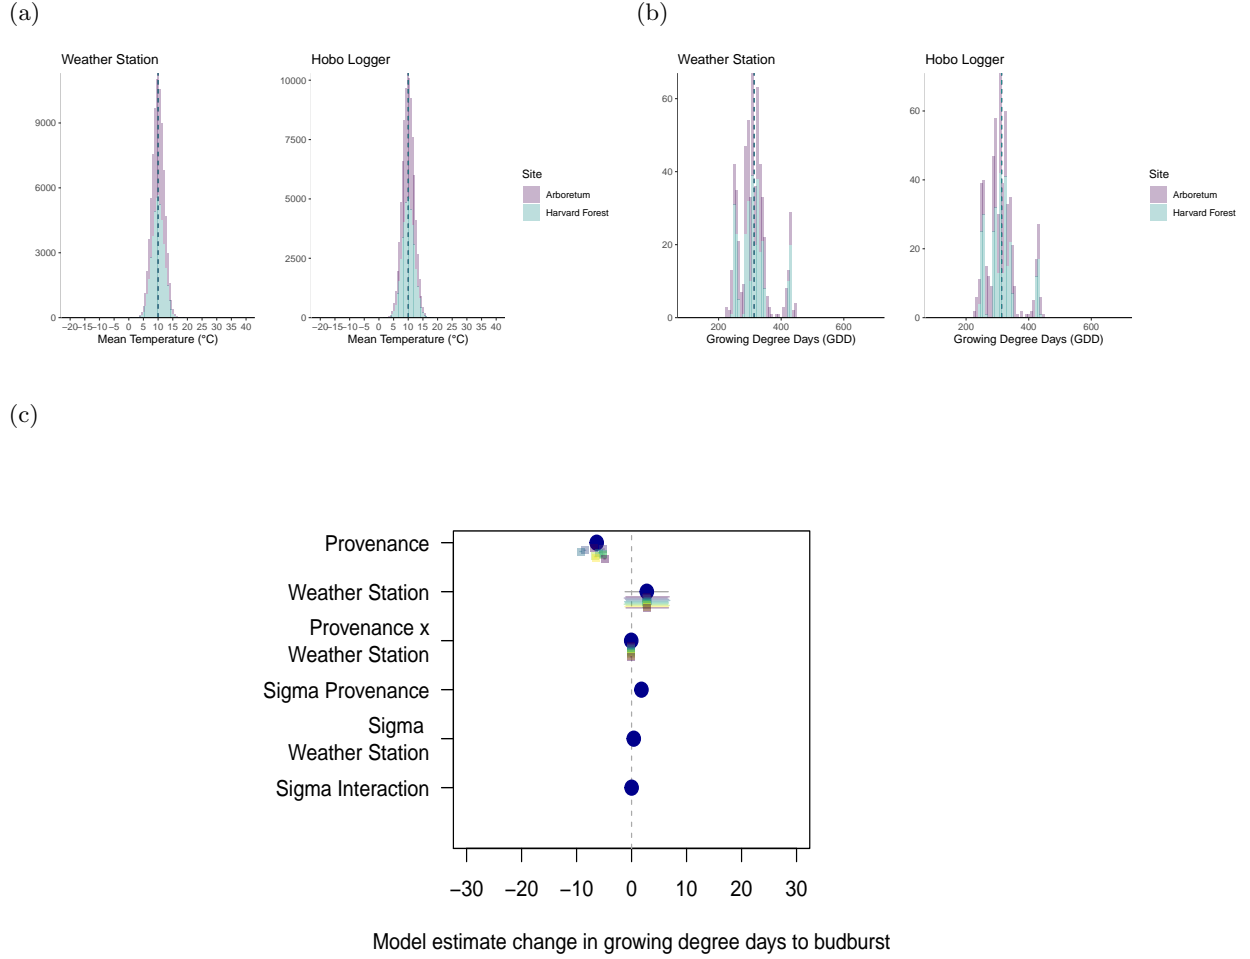 (a)
(b)
Weather Station
Hobo Logger
9000
6000
3000
0
−20−15−10−5 0 5 10 15 20 25 30 35 40
Mean Temperature (°C)
10000
7500
5000
2500
0
−20−15−10−5 0 5 10 15 20 25 30 35 40
Mean Temperature (°C)
Site
Arboretum
Harvard Forest
Weather Station
Hobo Logger
60
40
20
0
200 400 600
Growing Degree Days (GDD)
60
40
20
0
200 400 600
Growing Degree Days (GDD)
Site
Arboretum
Harvard Forest
(c)
Provenance
Weather Station
Provenance x
Weather Station
Sigma Provenance
Sigma
Weather Station
Sigma Interaction
−30 −20 −10 0 10 20 30
Model estimate change in growing degree days to budburst